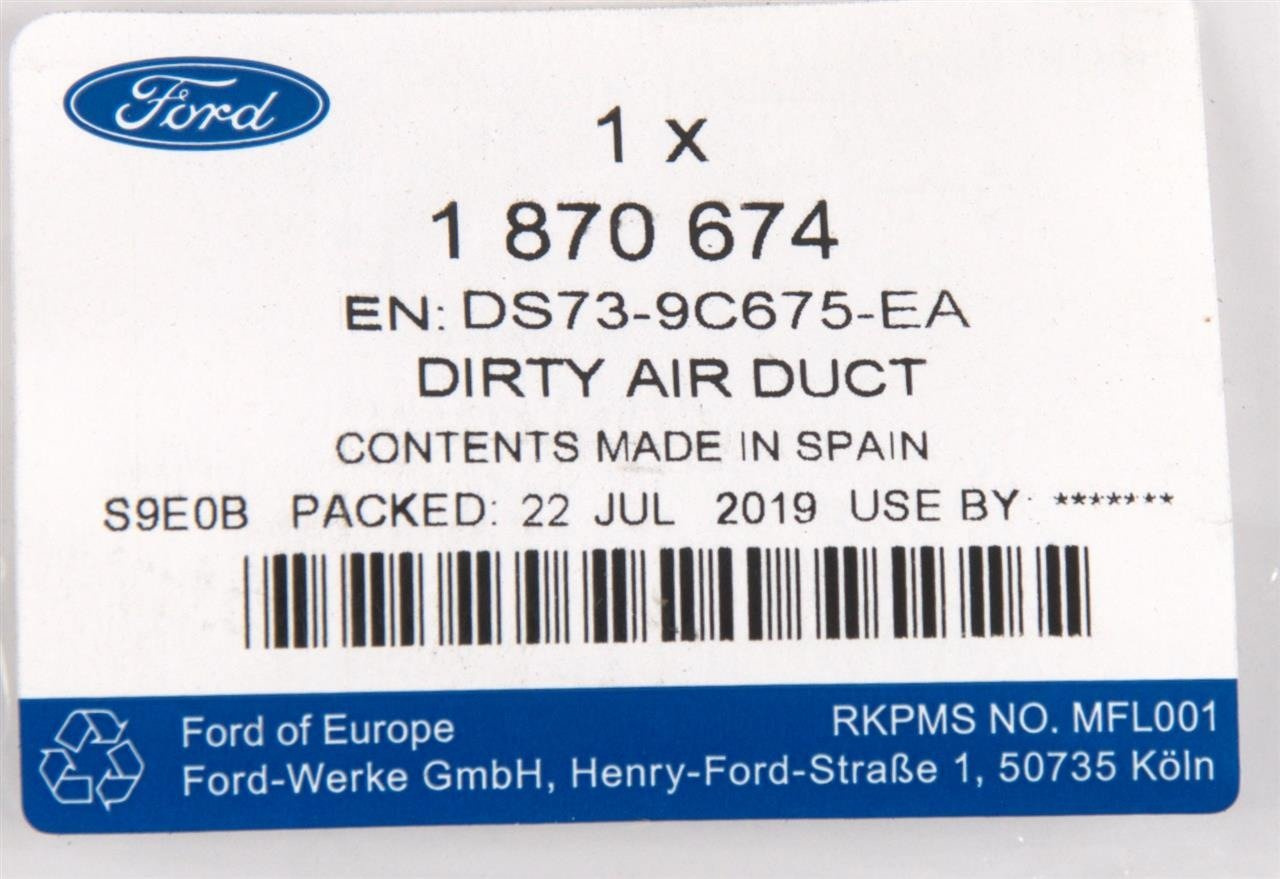 Ford
1 x
1 870 674
EN: DS73-9C675-EA
DIRTY AIR DUCT
CONTENTS MADE IN SPAIN
S9E0B PACKED: 22 JUL 2019 USE BY *******
Ford of Europe
RKPMS NO. MFL001
Ford-Werke GmbH, Henry-Ford-Straße 1, 50735 Köln